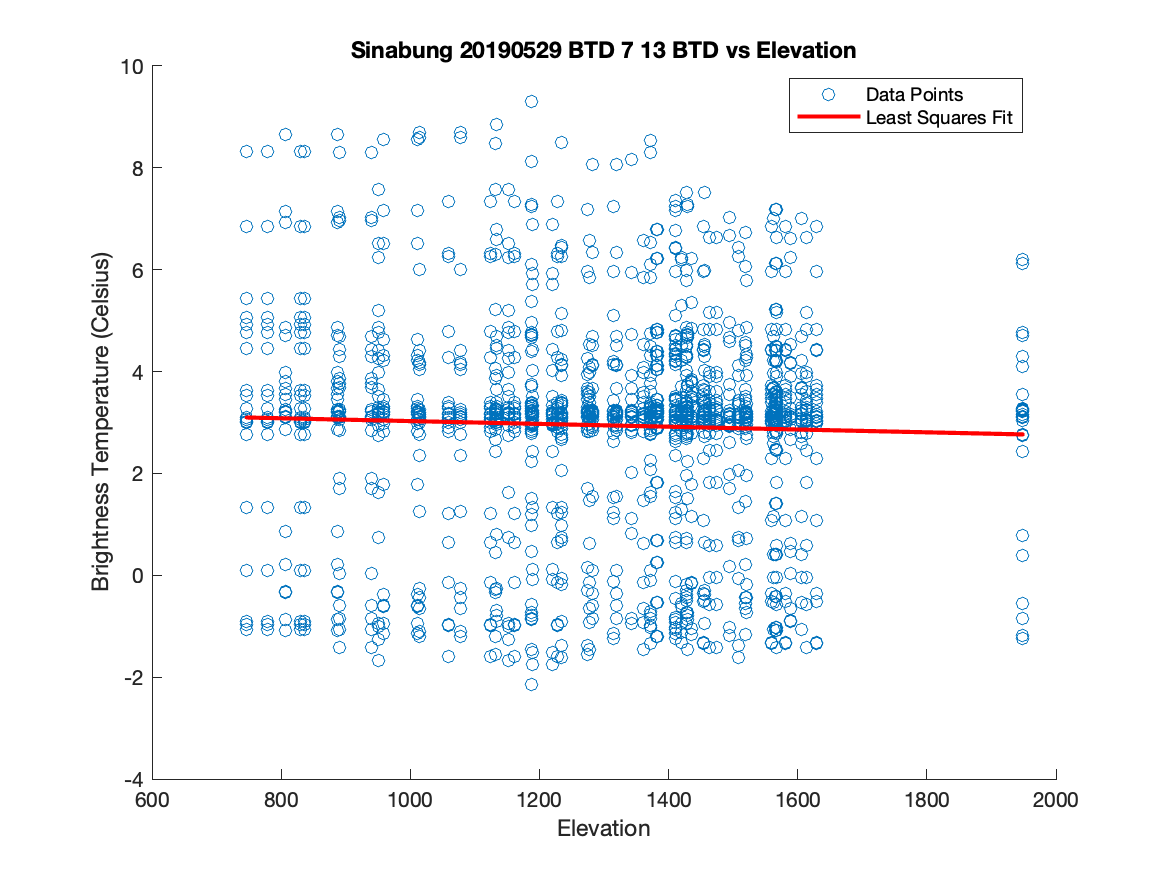 Sinabung 20190529 BTD 7 13 BTD vs Elevation
Data Points
Least Squares Fit
Brightness Temperature (Celsius)
10
8
6
4
2
0
-2
-4
600 800 1000 1200 1400 1600 1800 2000
Elevation